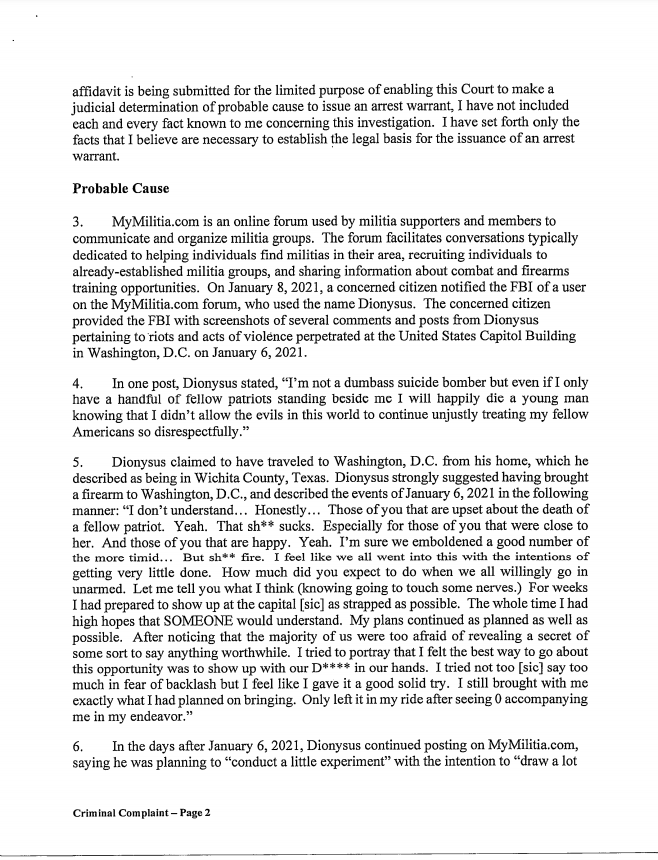 affidavit is being submitted for the limited purpose of enabling this Court to make a
judicial determination of probable cause to issue an arrest warrant, I have not included
each and every fact known to me concerning this investigation. I have set forth only the
facts that I believe are necessary to establish the legal basis for the issuance of an arrest
warrant.
Probable Cause
3. MyMilitia.com is an online forum used by militia supporters and members to
communicate and organize militia groups. The forum facilitates conversations typically
dedicated to helping individuals find militias in their area, recruiting individuals to
already-established militia groups, and sharing information about combat and firearms
training opportunities. On January 8, 2021, a concerned citizen notified the FBI of a user
on the MyMilitia.com forum, who used the name Dionysus. The concerned citizen
provided the FBI with screenshots of several comments and posts from Dionysus
pertaining to riots and acts of violence perpetrated at the United States Capitol Building
in Washington, D.C. on January 6, 2021.
4. In one post, Dionysus stated, “I’m not a dumbass suicide bomber but even if I only
have a handful of fellow patriots standing beside me I will happily die a young man
knowing that I didn’t allow the evils in this world to continue unjustly treating my fellow
Americans so disrespectfully.”
5. Dionysus claimed to have traveled to Washington, D.C. from his home, which he
described as being in Wichita County, Texas. Dionysus strongly suggested having brought
a firearm to Washington, D.C., and described the events of January 6, 2021 in the following
manner: “I don’t understand… Honestly… Those of you that are upset about the death of
a fellow patriot. Yeah. That sh** sucks. Especially for those of you that were close to
her. And those of you that are happy. Yeah. I’m sure we emboldened a good number of
the more timid… But sh** fire. I feel like we all went into this with the intentions of
getting very little done. How much did you expect to do when we all willingly go in
unarmed. Let me tell you what I think (knowing going to touch some nerves.) For weeks
I had prepared to show up at the capital [sic] as strapped as possible. The whole time I had
high hopes that SOMEONE would understand. My plans continued as planned as well as
possible. After noticing that the majority of us were too afraid of revealing a secret of
some sort to say anything worthwhile. I tried to portray that I felt the best way to go about
this opportunity was to show up with our D**** in our hands. I tried not too [sic] say too
much in fear of backlash but I feel like I gave it a good solid try. I still brought with me
exactly what I had planned on bringing. Only left it in my ride after seeing 0 accompanying
me in my endeavor.”
6. In the days after January 6, 2021, Dionysus continued posting on MyMilitia.com,
saying he was planning to “conduct a little experiment” with the intention to “draw a lot
Criminal Complaint – Page 2